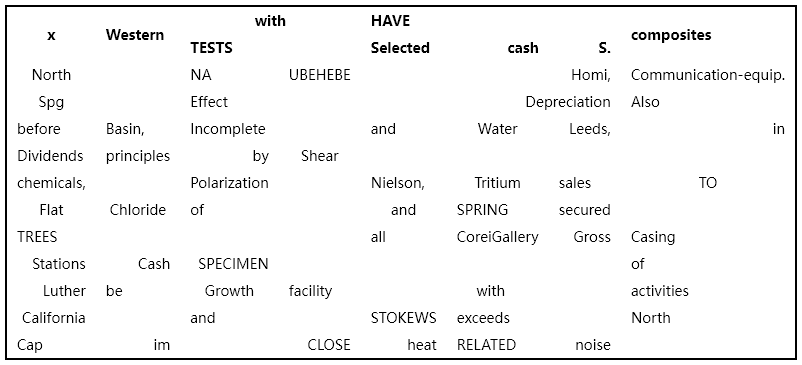 with HAVE
x Western composites
TESTS Selected cash S.
North NA UBEHEBE Homi, Communication-equip.
Spg Effect Depreciation Also
before Basin, Incomplete and Water Leeds, in
Dividends principles by Shear
chemicals, Polarization Nielson, Tritium sales TO
Flat Chloride of and SPRING secured
TREES all CoreiGallery Gross Casing
Stations Cash SPECIMEN of
Luther be Growth facility with activities
California and STOKEWS exceeds North
Cap im CLOSE heat RELATED noise